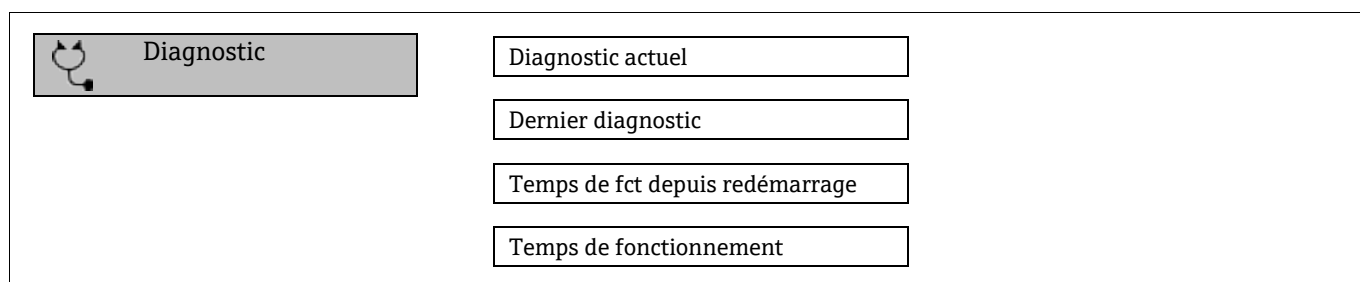 Diagnostic
Diagnostic actuel
Dernier diagnostic
Temps de fct depuis redémarrage
Temps de fonctionnement